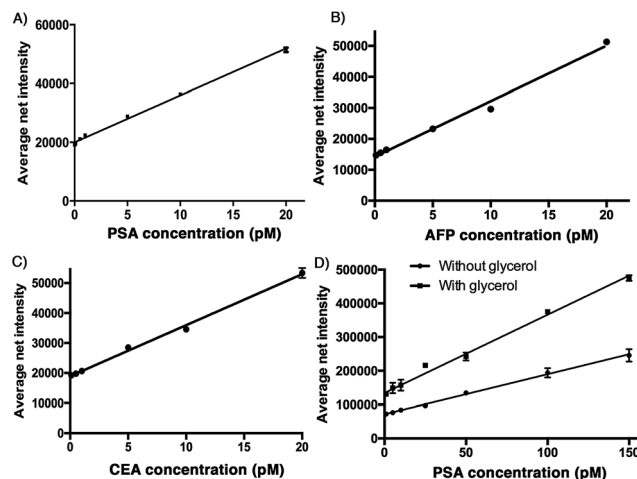 A)
Average net intensity
60000
40000
20000
0
0 5 10 15 20
PSA concentration (pM)
B)
Average net intensity
50000
40000
30000
20000
10000
0
0 5 10 15 20
AFP concentration (pM)
C)
Average net intensity
60000
50000
40000
30000
20000
10000
0
0 5 10 15 20
CEA concentration (pM)
D)
Without glycerol
With glycerol
Average net intensity
500000
400000
300000
200000
100000
0
0 50 100 150
PSA concentration (pM)